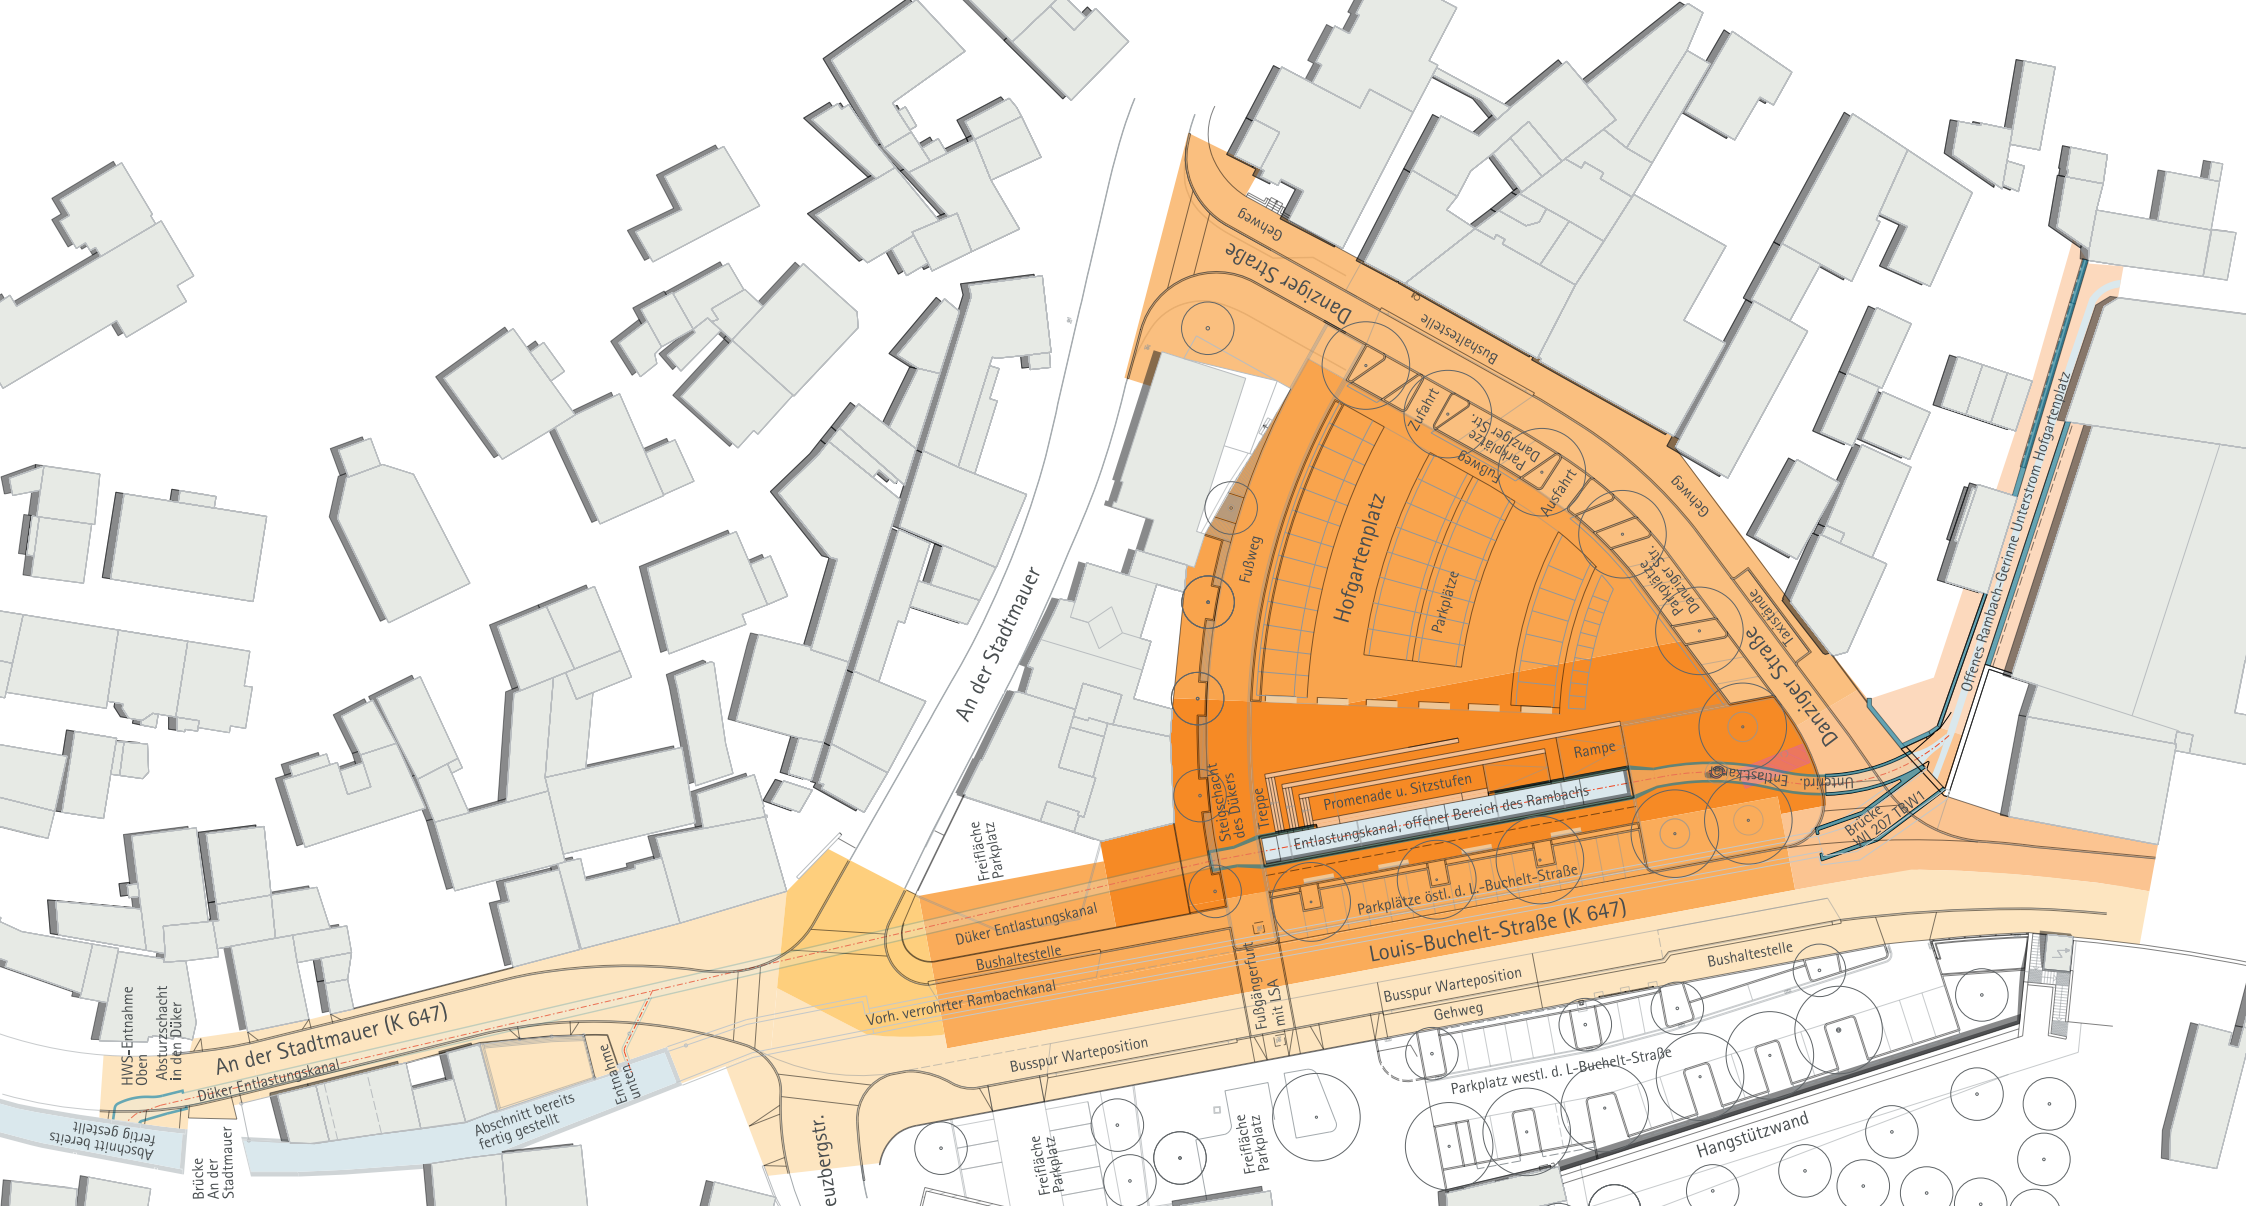 Gehweg
Danziger Straße
Bushaltestelle
Zufahrt
Parkplätze
Danziger Str.
Fußweg
Ausfahrt
Gehweg
Parkplätze
Danziger Str.
Taxistände
Danziger Straße
Hofgartenplatz
Parkplätze
Fußweg
Offenes Rambach-Gerinne Unterstrom Hofgartenplatz
An der Stadtmauer
Freifläche
Parkplatz
Steigschacht
des Dükers
Treppe
Rampe
Promenade u. Sitzstufen
Entlastungskanal, offener Bereich des Rambachs
Unterird. Entlast.kanal
Brücke
WI 207 TBW1
Parkplätze östl. d. L.-Buchelt-Straße
Louis-Buchelt-Straße (K 647)
Düker Entlastungskanal
Bushaltestelle
Vorh. verrohrter Rambachkanal
Fußgängerfurt
mit LSA
Busspur Warteposition
Gehweg
Bushaltestelle
Busspur Warteposition
Parkplatz westl. d. L-Buchelt-Straße
Hangstützwand
HWS-Entnahme
Oben
Absturzschacht
in den Düker
An der Stadtmauer (K 647)
Düker Entlastungskanal
Entnahme
unten
Abschnitt bereits
fertig gestellt
Abschnitt bereits
fertig gestellt
Brücke
An der
Stadtmauer
euzbergstr.
Freifläche
Parkplatz
Freifläche
Parkplatz